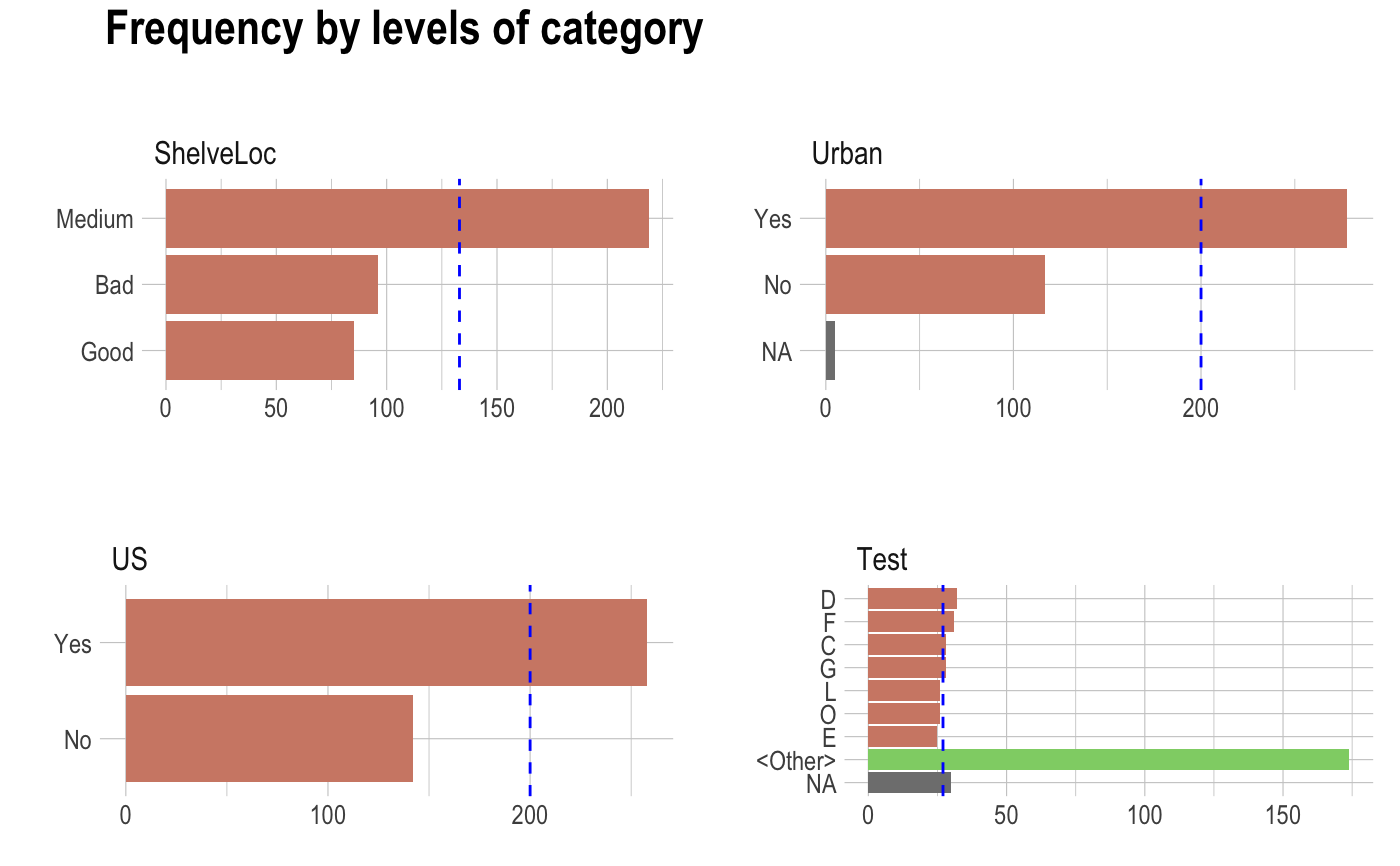 Frequency by levels of category
ShelveLoc
Medium
Bad
Good
0 50 100 150 200
Urban
Yes
No
NA
0 100 200
US
Yes
No
0 100 200
Test
D
F
C
G
L
O
E
<Other>
NA
0 50 100 150